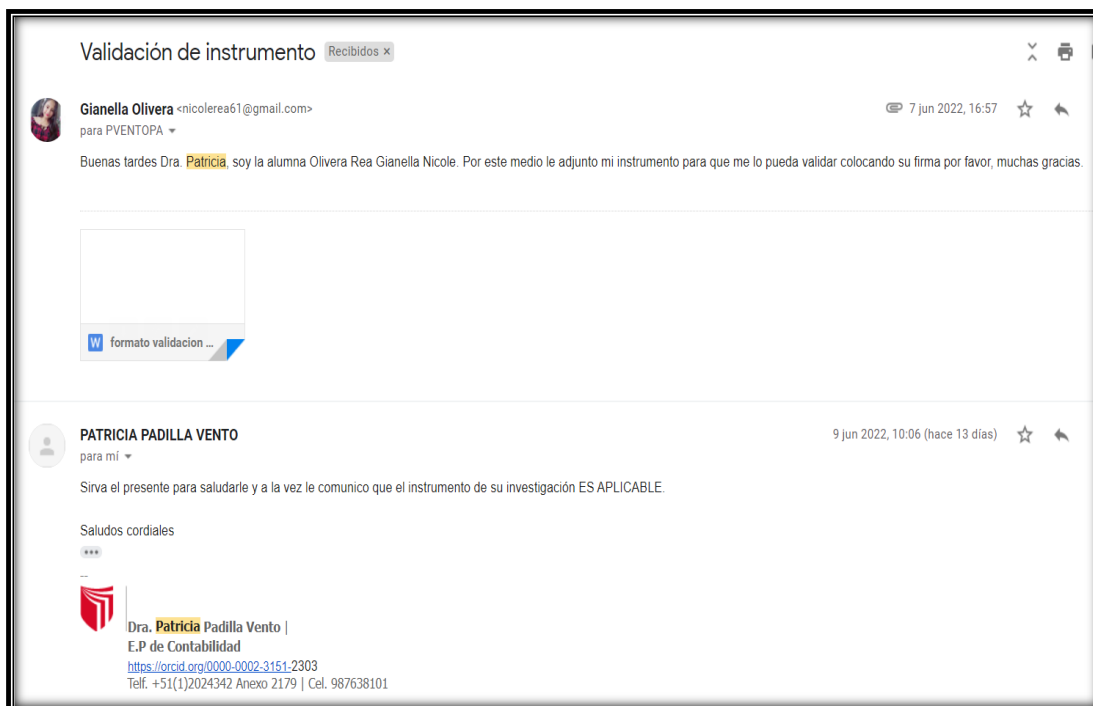 Validación de instrumento Recibidos ×
Gianella Olivera <nicolerea61@gmail.com> 7 jun 2022, 16:57
para PVENTOPA
Buenas tardes Dra. Patricia, soy la alumna Olivera Rea Gianella Nicole. Por este medio le adjunto mi instrumento para que me lo pueda validar colocando su firma por favor, muchas gracias.
W formato validacion ...
PATRICIA PADILLA VENTO 9 jun 2022, 10:06 (hace 13 días)
para mí
Sirva el presente para saludarle y a la vez le comunico que el instrumento de su investigación ES APLICABLE.
Saludos cordiales
...
--
Dra. Patricia Padilla Vento |
E.P de Contabilidad
https://orcid.org/0000-0002-3151-2303
Telf. +51(1)2024342 Anexo 2179 | Cel. 987638101